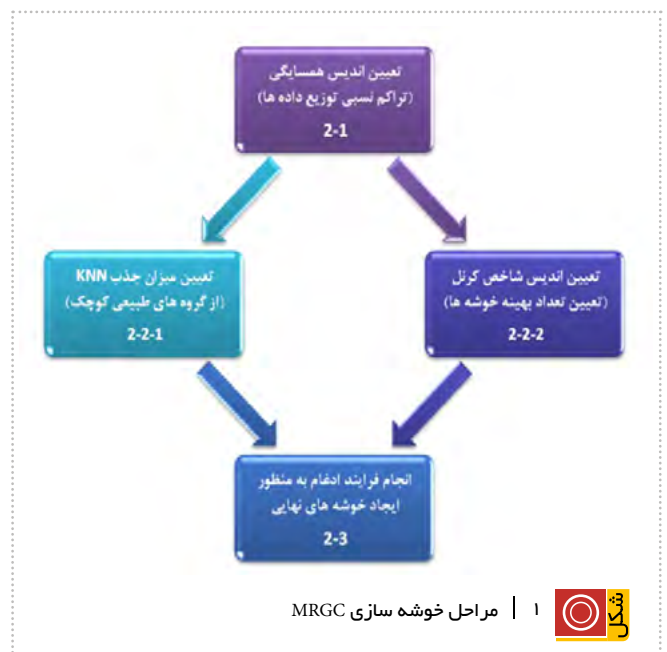 تعیین اندیس همسایگی
(تراکم نسبی توزیع داده ها)
2-1
تعیین میزان جذب KNN
(از گروه های طبیعی کوچک)
2-2-1
تعیین اندیس شاخص کرنل
(تعیین تعداد بهینه خوشه ها)
2-2-2
انجام فرایند ادغام به منظور
ایجاد خوشه های نهایی
2-3
شکل ۱ | مراحل خوشه سازی MRGC